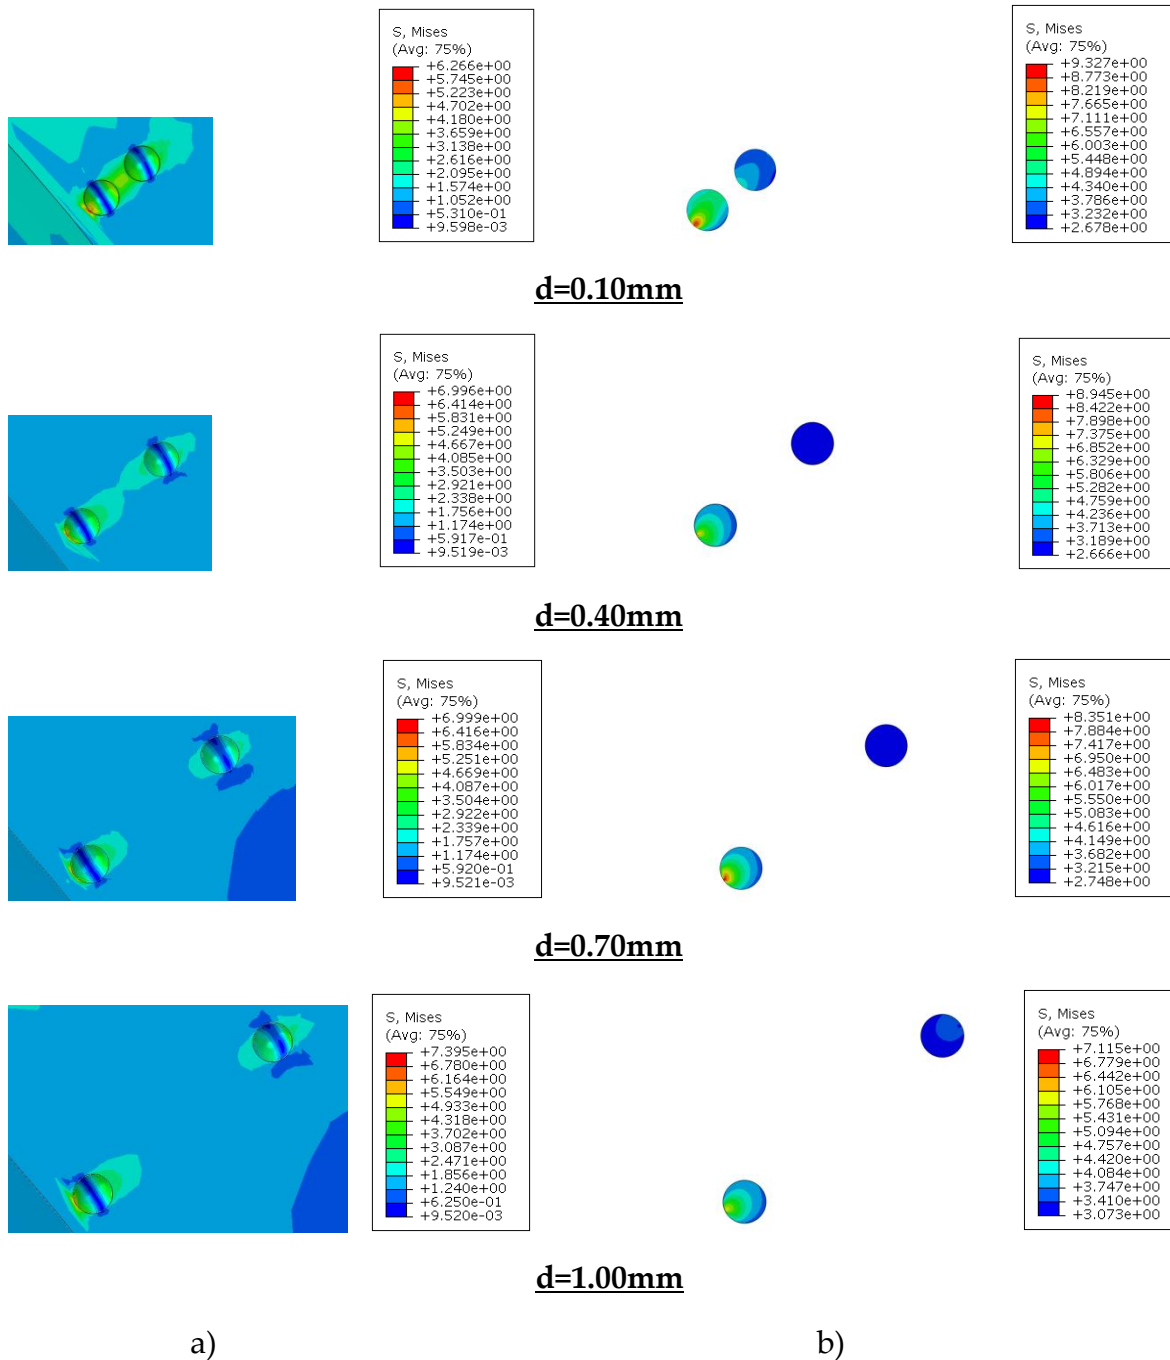 S, Mises
(Avg: 75%)
+6.266e+00
+5.745e+00
+5.223e+00
+4.702e+00
+4.180e+00
+3.659e+00
+3.138e+00
+2.616e+00
+2.095e+00
+1.574e+00
+1.052e+00
+5.310e-01
+9.598e-03
S, Mises
(Avg: 75%)
+9.327e+00
+8.773e+00
+8.219e+00
+7.665e+00
+7.111e+00
+6.557e+00
+6.003e+00
+5.448e+00
+4.894e+00
+4.340e+00
+3.786e+00
+3.232e+00
+2.678e+00
d=0.10mm
S, Mises
(Avg: 75%)
+6.996e+00
+6.414e+00
+5.831e+00
+5.249e+00
+4.667e+00
+4.085e+00
+3.503e+00
+2.921e+00
+2.338e+00
+1.756e+00
+1.174e+00
+5.917e-01
+9.519e-03
S, Mises
(Avg: 75%)
+8.945e+00
+8.422e+00
+7.898e+00
+7.375e+00
+6.852e+00
+6.329e+00
+5.806e+00
+5.282e+00
+4.759e+00
+4.236e+00
+3.713e+00
+3.189e+00
+2.666e+00
d=0.40mm
S, Mises
(Avg: 75%)
+6.999e+00
+6.416e+00
+5.834e+00
+5.251e+00
+4.669e+00
+4.087e+00
+3.504e+00
+2.922e+00
+2.339e+00
+1.757e+00
+1.174e+00
+5.920e-01
+9.521e-03
S, Mises
(Avg: 75%)
+8.351e+00
+7.884e+00
+7.417e+00
+6.950e+00
+6.483e+00
+6.017e+00
+5.550e+00
+5.083e+00
+4.616e+00
+4.149e+00
+3.682e+00
+3.215e+00
+2.748e+00
d=0.70mm
S, Mises
(Avg: 75%)
+7.395e+00
+6.780e+00
+6.164e+00
+5.549e+00
+4.933e+00
+4.318e+00
+3.702e+00
+3.087e+00
+2.471e+00
+1.856e+00
+1.240e+00
+6.250e-01
+9.520e-03
S, Mises
(Avg: 75%)
+7.115e+00
+6.779e+00
+6.442e+00
+6.105e+00
+5.768e+00
+5.431e+00
+5.094e+00
+4.757e+00
+4.420e+00
+4.084e+00
+3.747e+00
+3.410e+00
+3.073e+00
d=1.00mm
a)
b)